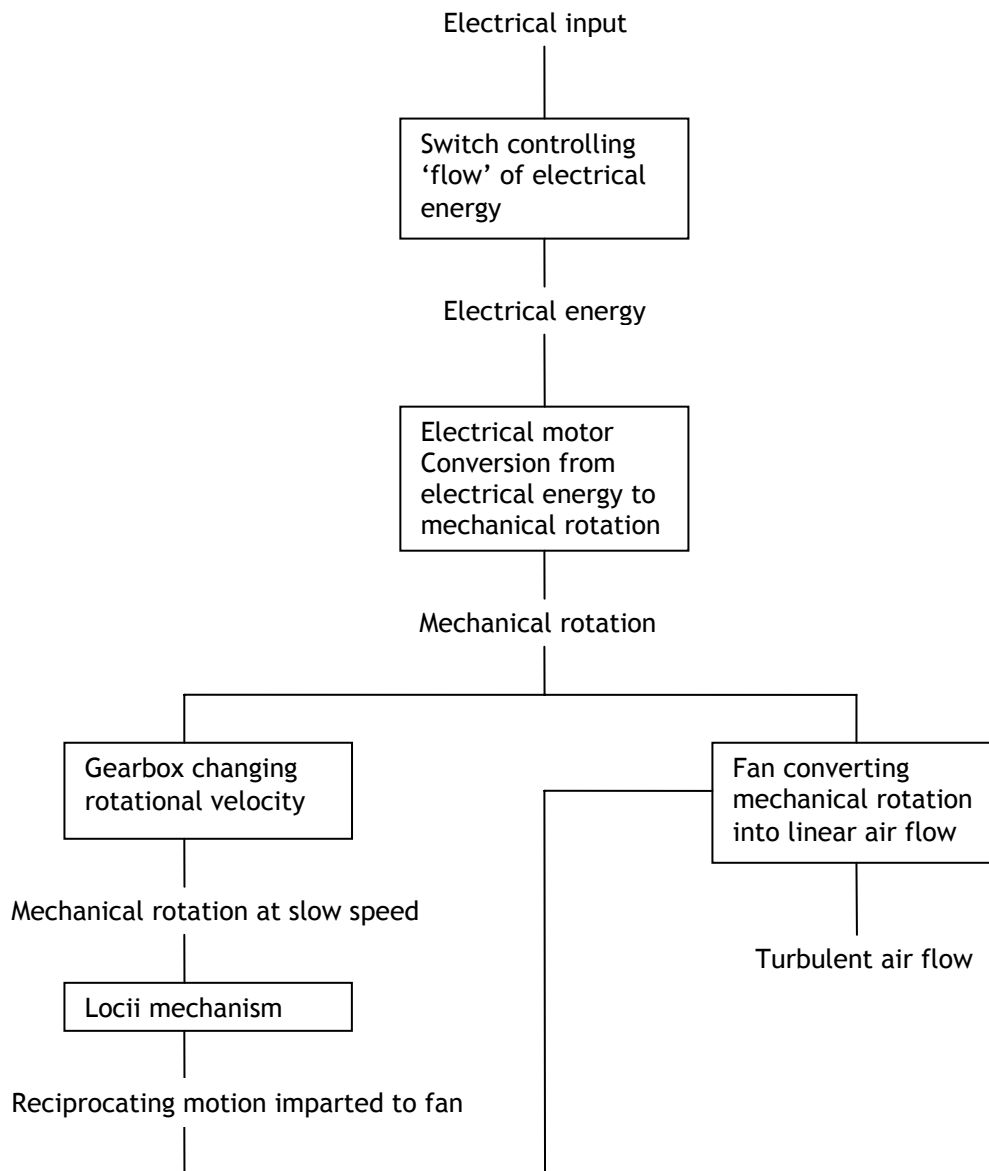 Electrical input
Switch controlling
‘flow’ of electrical
energy
Electrical energy
Electrical motor
Conversion from
electrical energy to
mechanical rotation
Mechanical rotation
Gearbox changing
rotational velocity
Fan converting
mechanical rotation
into linear air flow
Mechanical rotation at slow speed
Turbulent air flow
Locii mechanism
Reciprocating motion imparted to fan